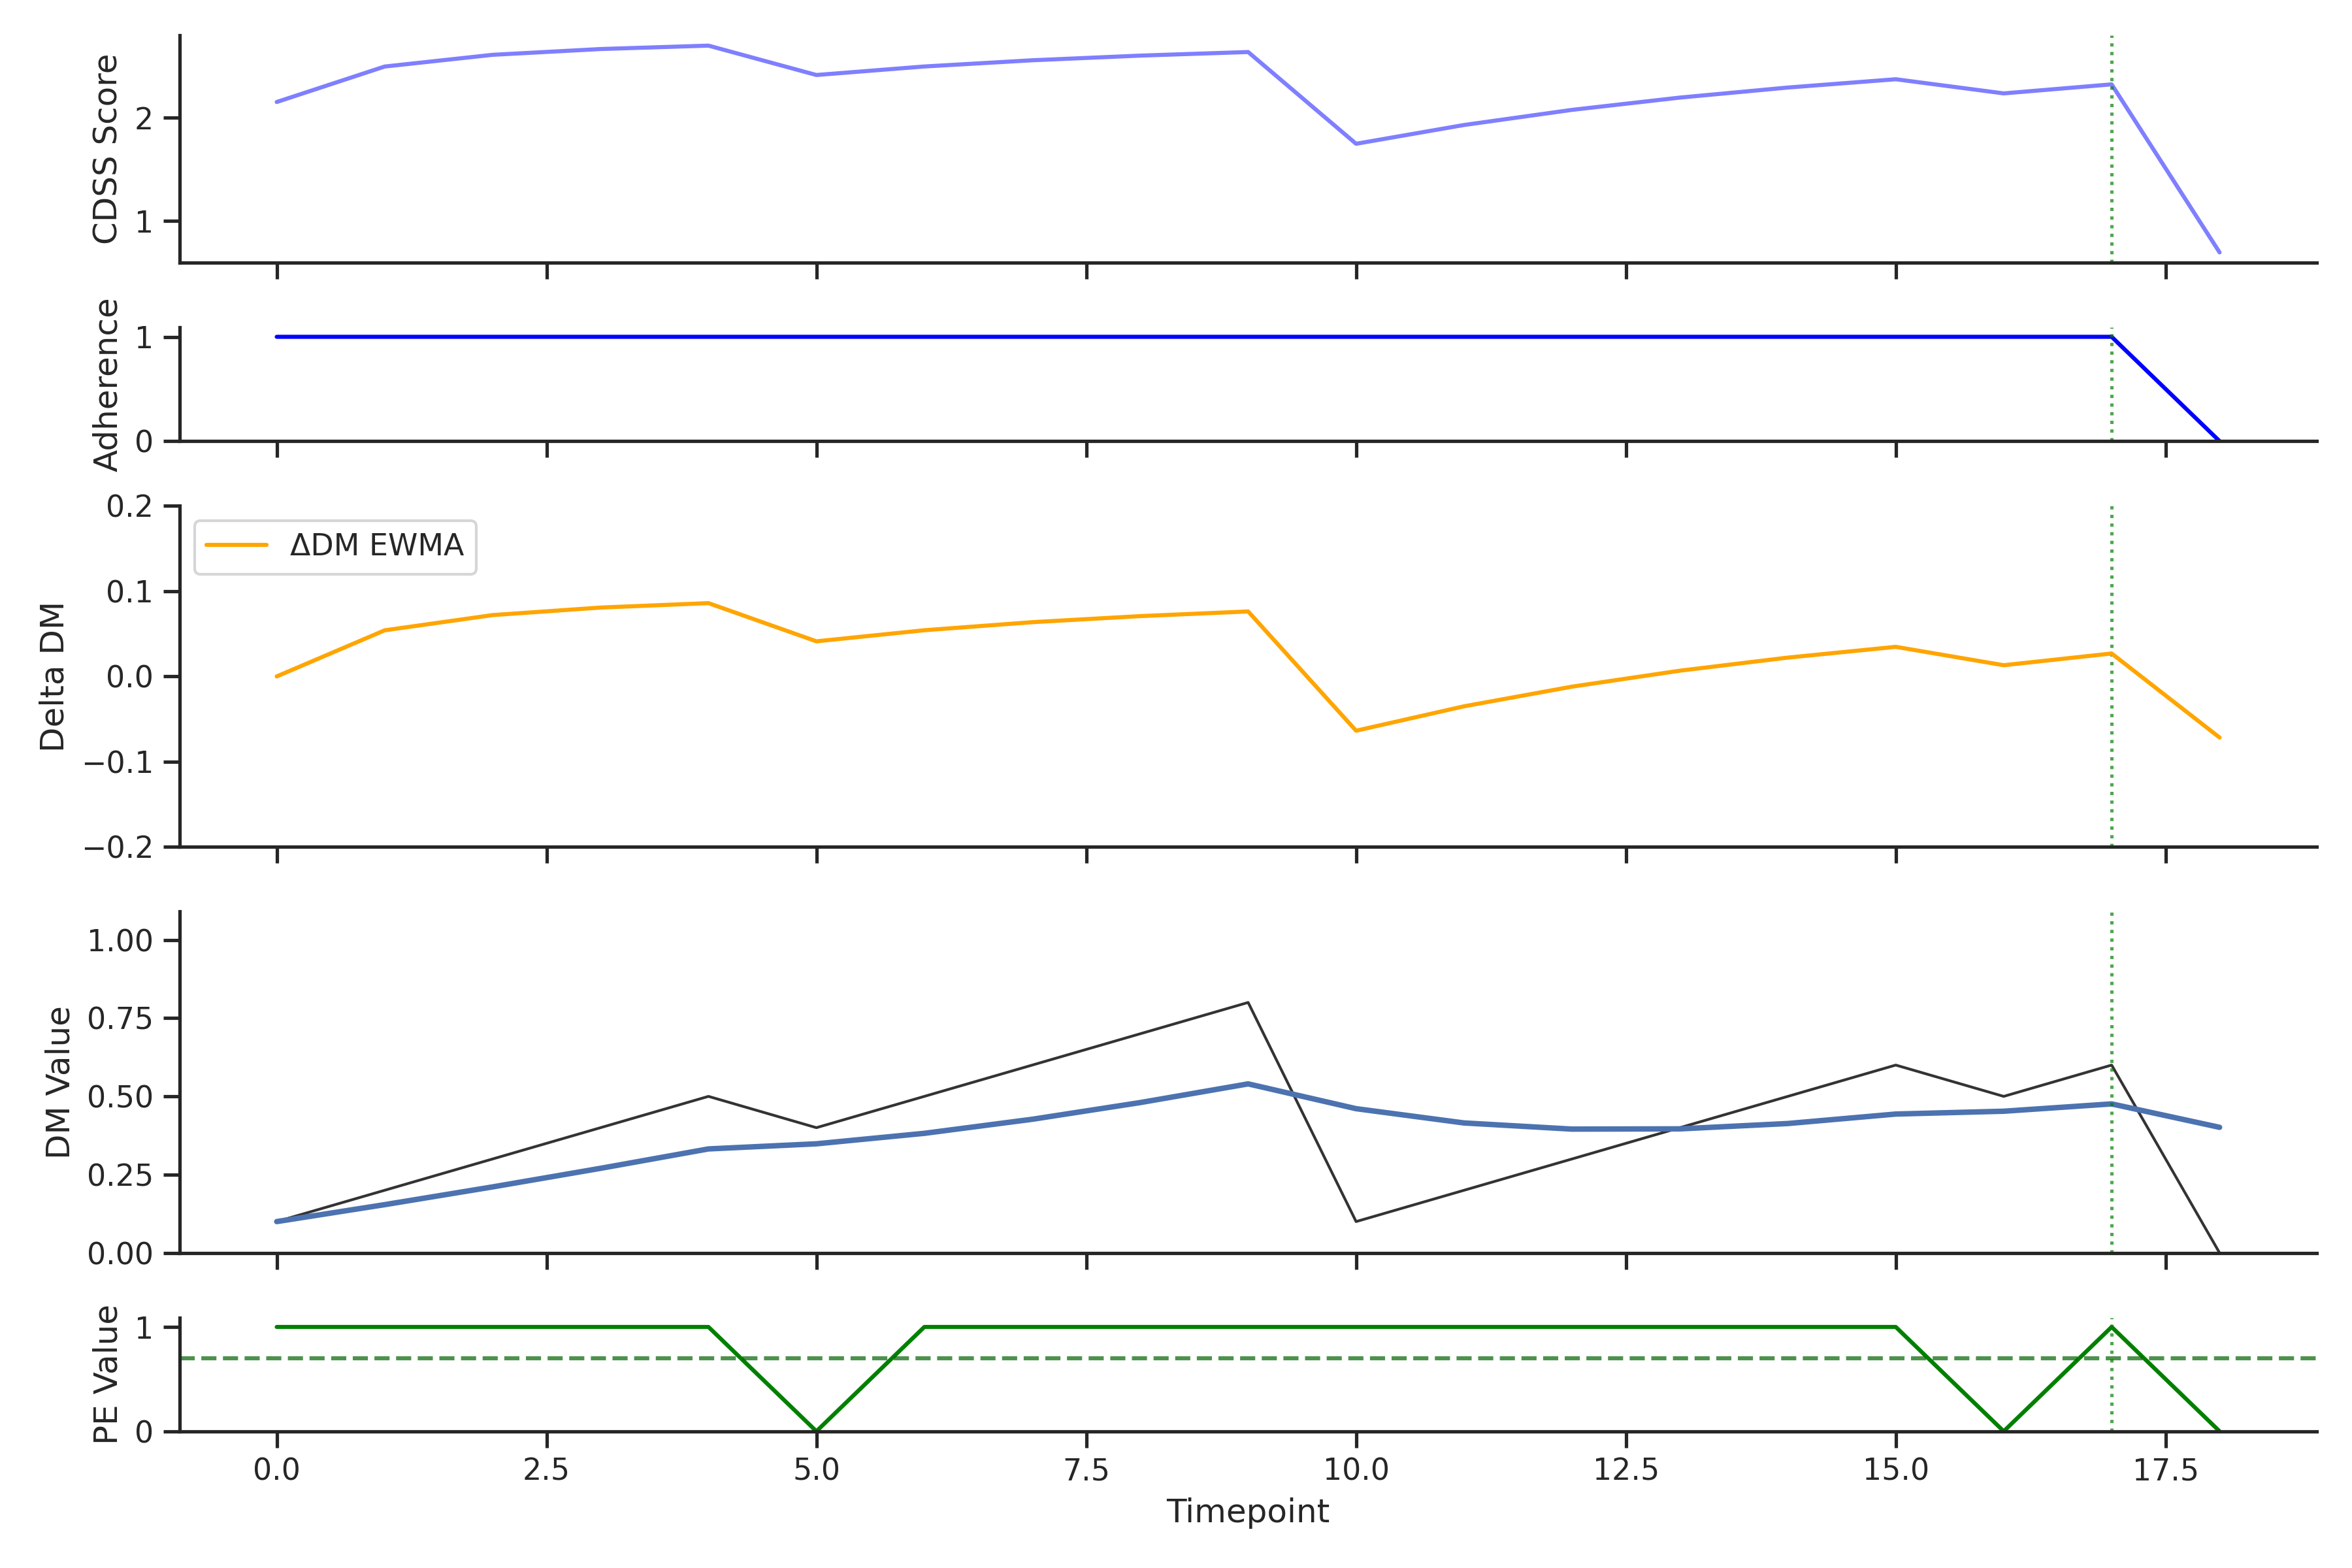 CDSS Score
2
1
Adherence
1
0
Delta DM
0.2
0.1
0.0
−0.1
−0.2
ΔDM EWMA
DM Value
1.00
0.75
0.50
0.25
0.00
PE Value
1
0
0.0 2.5 5.0 7.5 10.0 12.5 15.0 17.5
Timepoint